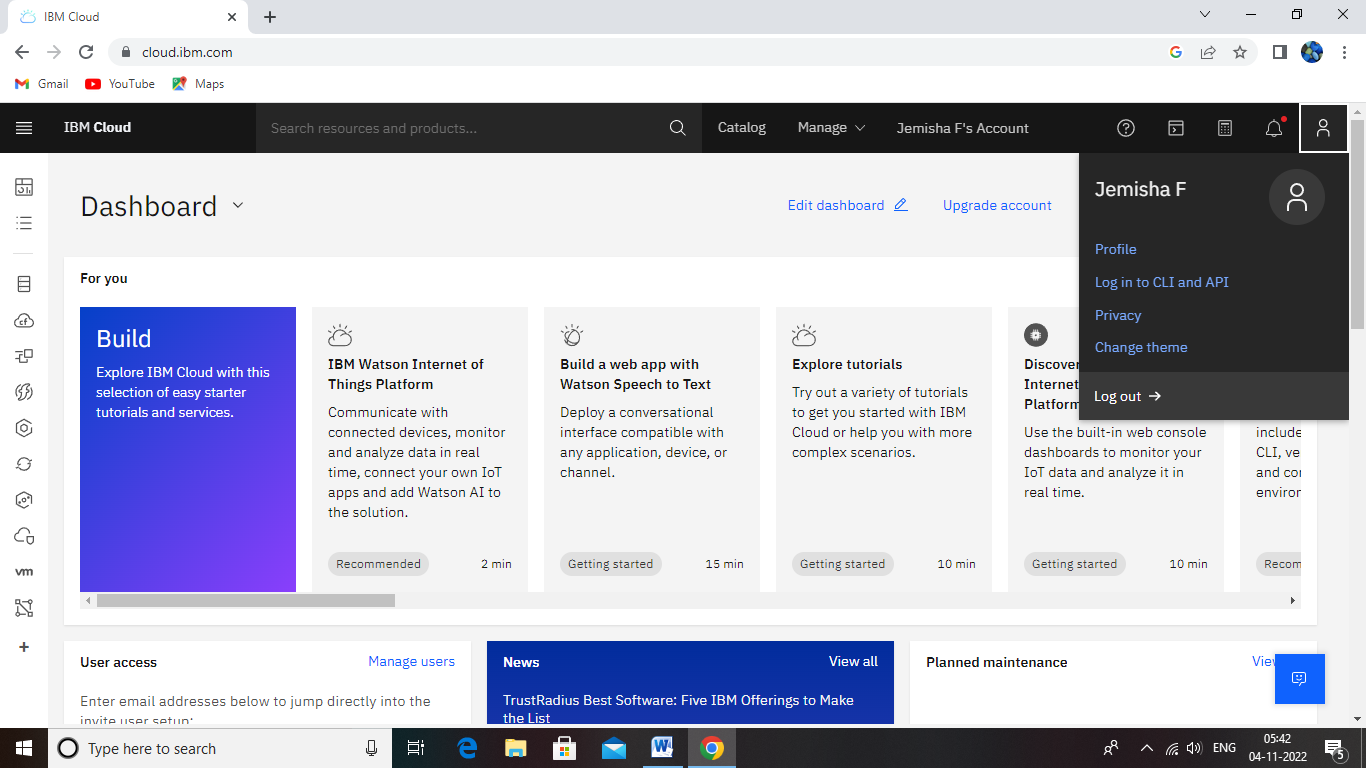 IBM Cloud
cloud.ibm.com
Gmail
YouTube
Maps
IBM Cloud
Search resources and products...
Catalog
Manage
Jemisha F's Account
Jemisha F
Profile
Log in to CLI and API
Privacy
Change theme
Log out
Dashboard
Edit dashboard
Upgrade account
For you
Build
Explore IBM Cloud with this
selection of easy starter
tutorials and services.
IBM Watson Internet of
Things Platform
Communicate with
connected devices, monitor
and analyze data in real
time, connect your own IoT
apps and add Watson AI to
the solution.
Recommended
2 min
Build a web app with
Watson Speech to Text
Deploy a conversational
interface compatible with
any application, device, or
channel.
Getting started
15 min
Explore tutorials
Try out a variety of tutorials
to get you started with IBM
Cloud or help you with more
complex scenarios.
Getting started
10 min
Discover
Internet
Platform
Use the built-in web console
dashboards to monitor your
IoT data and analyze it in
real time.
Getting started
10 min
include
CLI, ve
and con
environ
Recom
vm
User access
Manage users
Enter email addresses below to jump directly into the
invite user setup:
News
View all
TrustRadius Best Software: Five IBM Offerings to Make
the List
Planned maintenance
View
Type here to search
ENG
05:42
04-11-2022
5